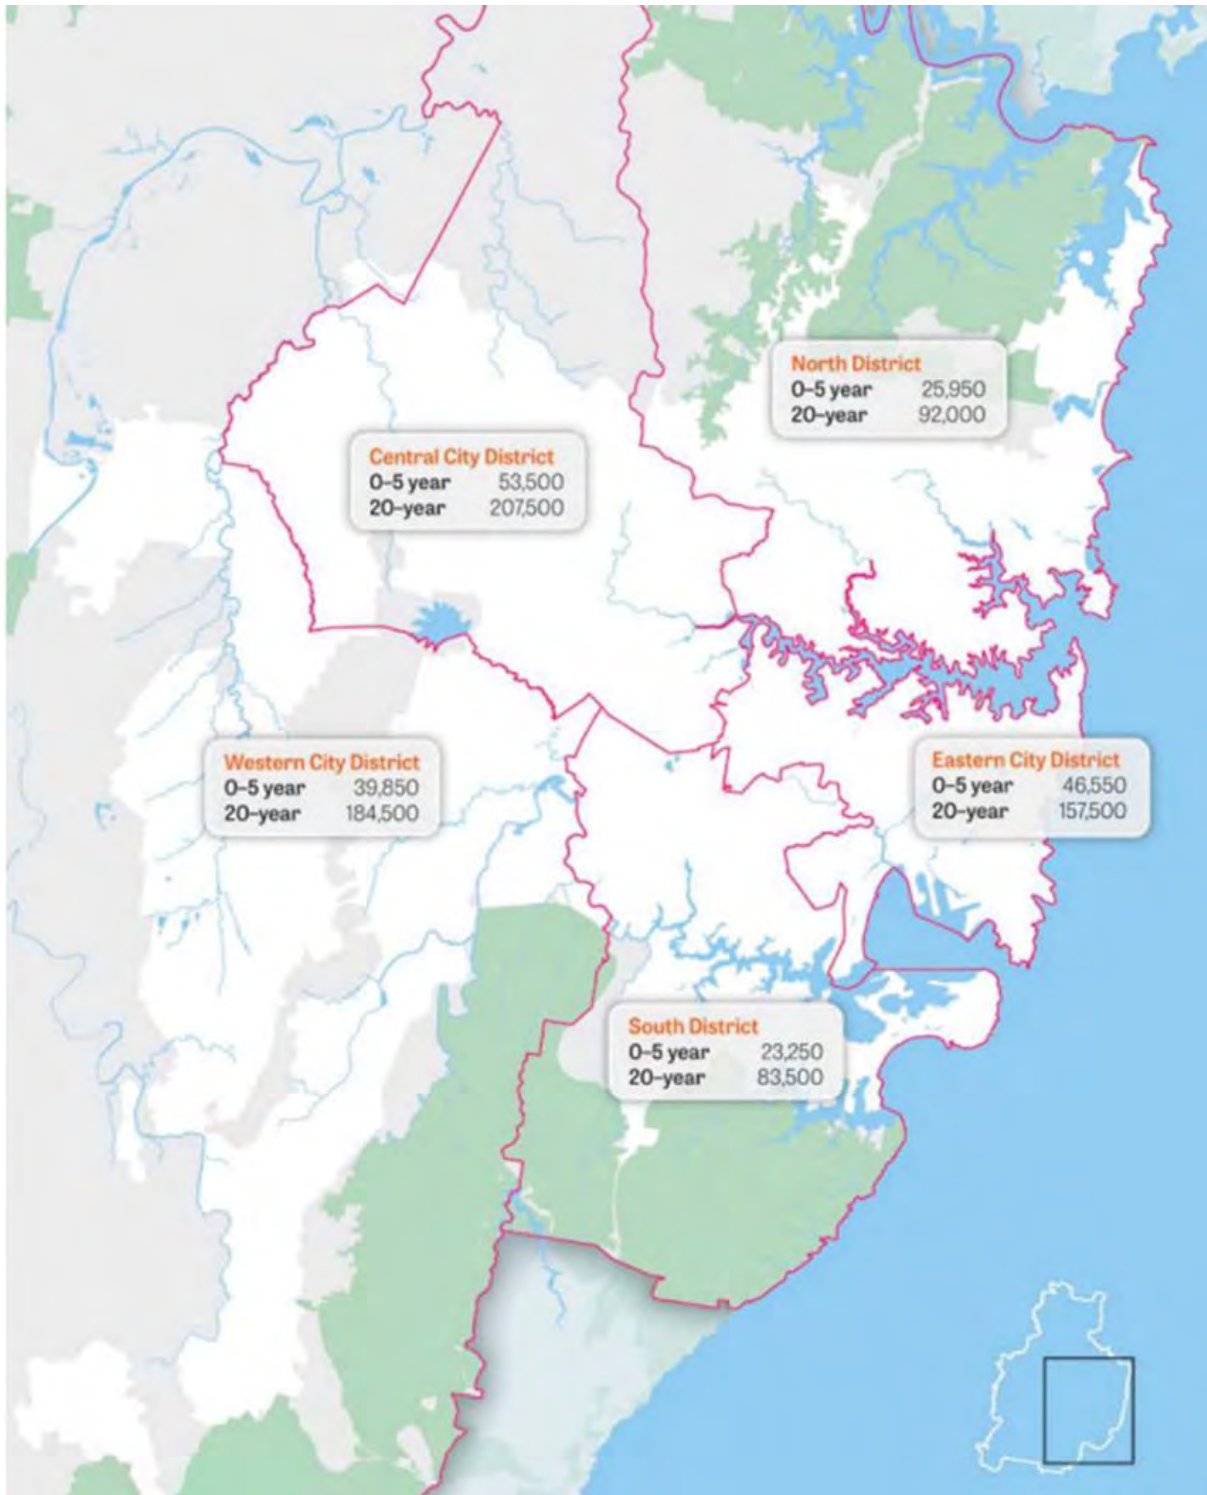 North District
0–5 year 25,950
20–year 92,000
Central City District
0–5 year 53,500
20–year 207,500
Western City District
0–5 year 39,850
20–year 184,500
Eastern City District
0–5 year 46,550
20–year 157,500
South District
0–5 year 23,250
20–year 83,500